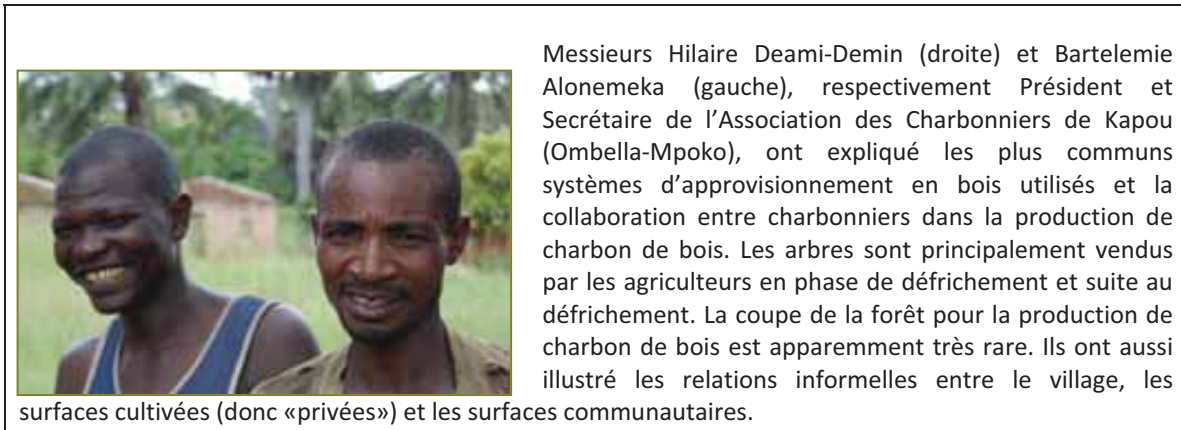 Messieurs Hilaire Deami-Demin (droite) et Bartelemie
Alonemeka (gauche), respectivement Président et
Secrétaire de l’Association des Charbonniers de Kapou
(Ombella-Mpoko), ont expliqué les plus communs
systèmes d’approvisionnement en bois utilisés et la
collaboration entre charbonniers dans la production de
charbon de bois. Les arbres sont principalement vendus
par les agriculteurs en phase de défrichement et suite au
défrichement. La coupe de la forêt pour la production de
charbon de bois est apparemment très rare. Ils ont aussi
illustré les relations informelles entre le village, les
surfaces cultivées (donc «privées») et les surfaces communautaires.